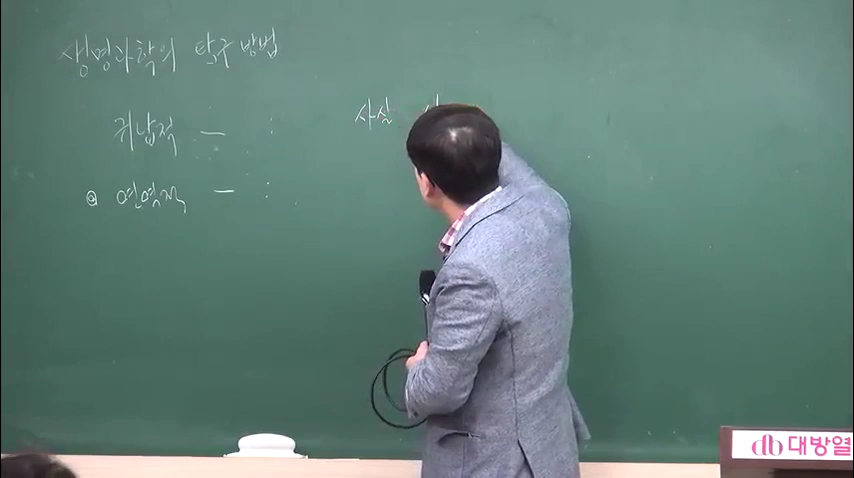 생명과학의 탐구 방법
귀납적 — : 사실
◎ 연역적 — :
대방열